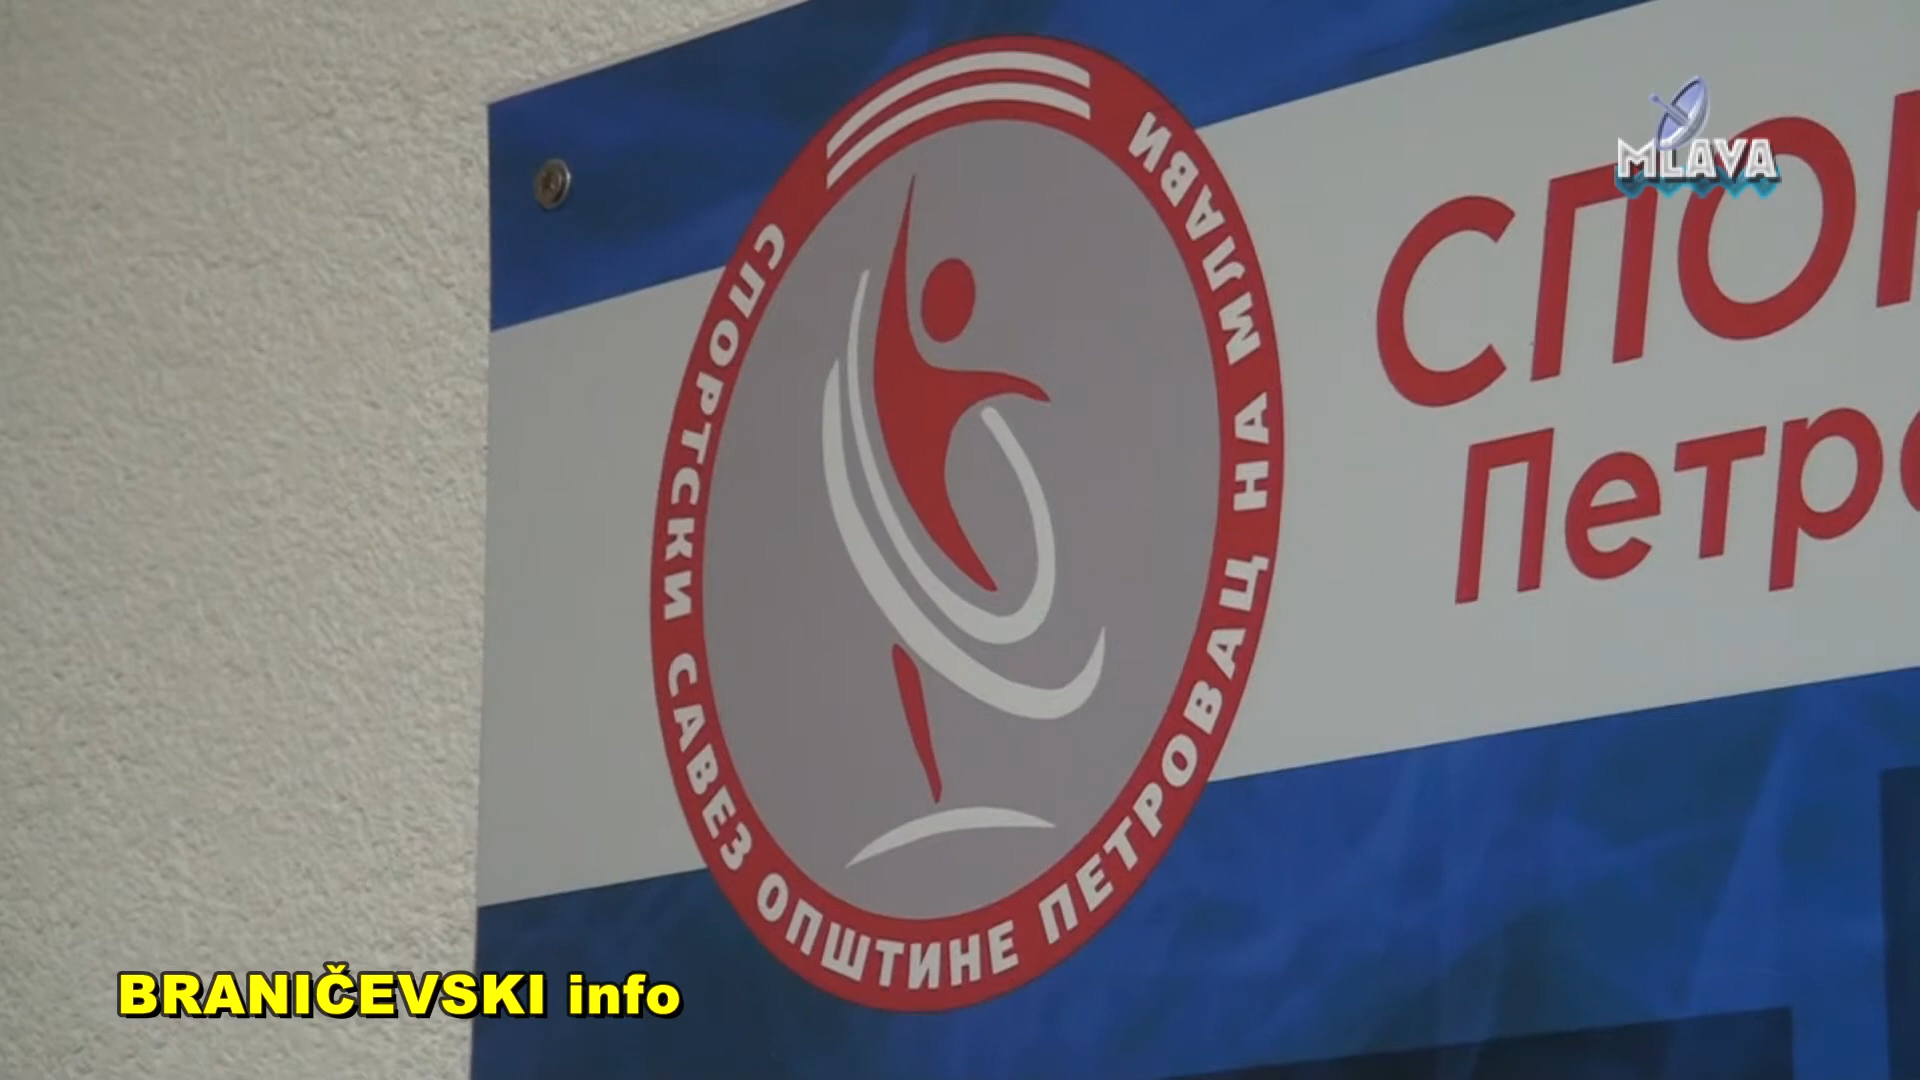 СПОРТСКИ САВЕЗ ОПШТИНЕ ПЕТРОВАЦ НА МЛАВИ
MLAVA
BRANIČEVSKI info